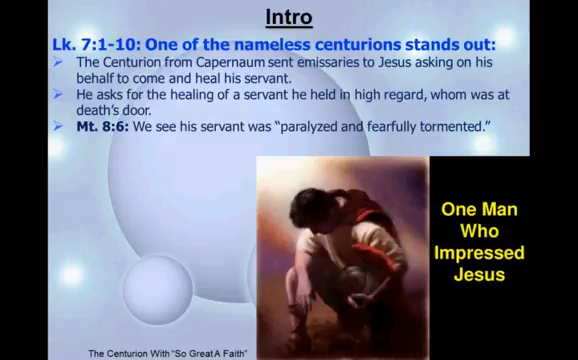 Intro
Lk. 7:1-10: One of the nameless centurions stands out:
The Centurion from Capernaum sent emissaries to Jesus asking on his
behalf to come and heal his servant.
He asks for the healing of a servant he held in high regard, whom was at
death's door.
Mt. 8:6: We see his servant was "paralyzed and fearfully tormented."
One Man
Who
Impressed
Jesus
The Centurion With "So Great A Faith"